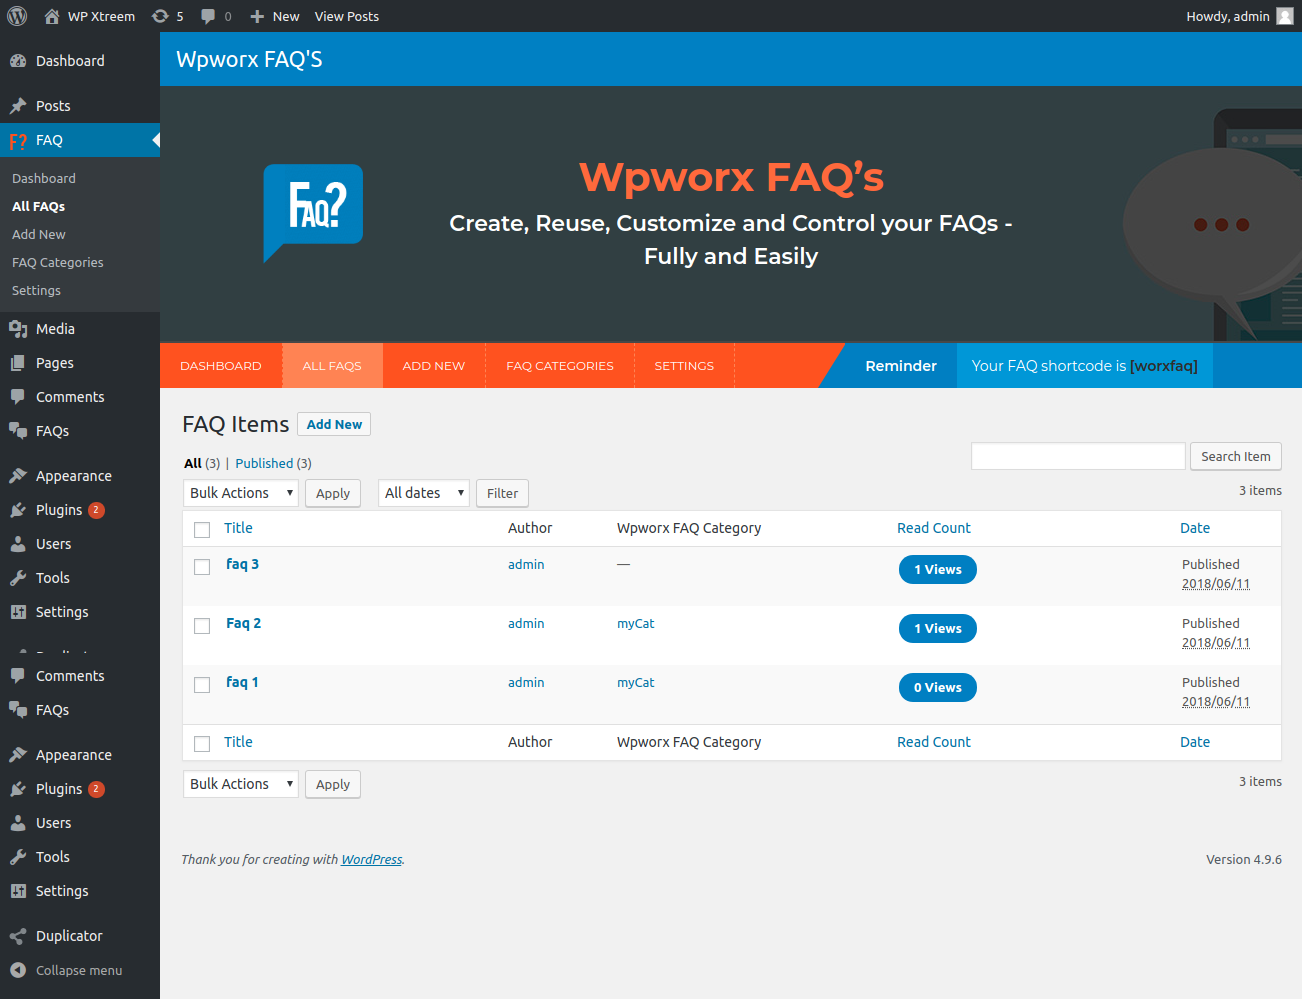 WP Xtreem 5 0 New View Posts Howdy, admin
Dashboard
Posts
F? FAQ
Dashboard
All FAQs
Add New
FAQ Categories
Settings
Media
Pages
Comments
FAQs
Appearance
Plugins 2
Users
Tools
Settings
Comments
FAQs
Appearance
Plugins 2
Users
Tools
Settings
Duplicator
Collapse menu
Wpworx FAQ'S
FAQ?
Wpworx FAQ’s
Create, Reuse, Customize and Control your FAQs -
Fully and Easily
DASHBOARD ALL FAQS ADD NEW FAQ CATEGORIES SETTINGS Reminder Your FAQ shortcode is [worxfaq]
FAQ Items Add New
All (3) | Published (3) Search Item
Bulk Actions Apply All dates Filter 3 items
Title Author Wpworx FAQ Category Read Count Date
faq 3 admin — 1 Views Published
2018/06/11
Faq 2 admin myCat 1 Views Published
2018/06/11
faq 1 admin myCat 0 Views Published
2018/06/11
Title Author Wpworx FAQ Category Read Count Date
Bulk Actions Apply 3 items
Thank you for creating with WordPress. Version 4.9.6